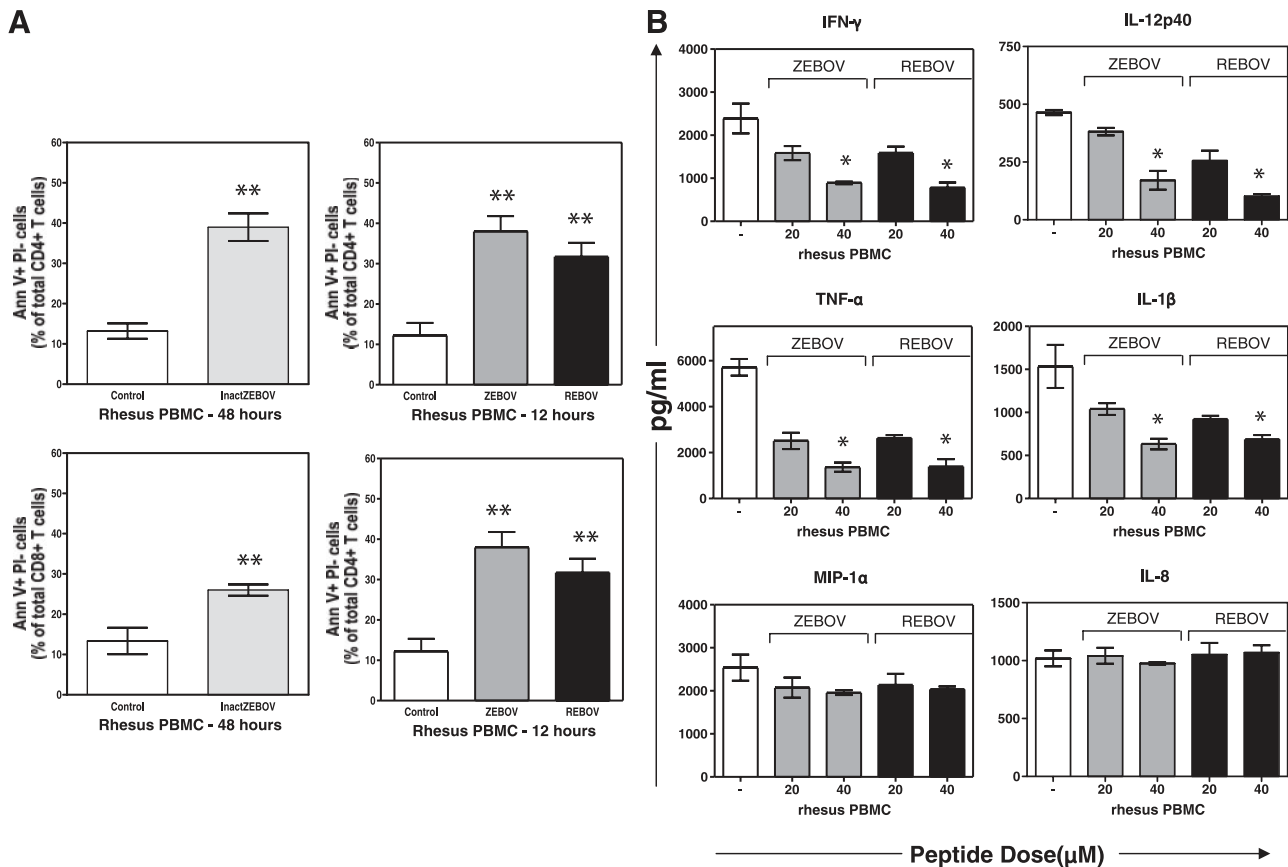 A
60
50
40
30
20
10
0
Ann V+ PI- cells
(% of total CD4+ T cells)
**
Control
InactZEBOV
Rhesus PBMC - 48 hours
60
50
40
30
20
10
0
Ann V+ PI- cells
(% of total CD4+ T cells)
**
**
Control
ZEBOV
REBOV
Rhesus PBMC - 12 hours
60
50
40
30
20
10
0
Ann V+ PI- cells
(% of total CD8+ T cells)
**
Control
InactZEBOV
Rhesus PBMC - 48 hours
60
50
40
30
20
10
0
Ann V+ PI- cells
(% of total CD4+ T cells)
**
**
Control
ZEBOV
REBOV
Rhesus PBMC - 12 hours
B
pg/ml
IFN-γ
4000
3000
2000
1000
0
ZEBOV
REBOV
*
*
-
20
40
20
40
rhesus PBMC
IL-12p40
750
500
250
0
ZEBOV
REBOV
*
*
-
20
40
20
40
rhesus PBMC
TNF-α
6000
4000
2000
0
ZEBOV
REBOV
*
*
-
20
40
20
40
rhesus PBMC
IL-1β
2000
1500
1000
500
0
ZEBOV
REBOV
*
*
-
20
40
20
40
rhesus PBMC
MIP-1α
4000
3000
2000
1000
0
ZEBOV
REBOV
-
20
40
20
40
rhesus PBMC
IL-8
1500
1000
500
0
ZEBOV
REBOV
-
20
40
20
40
rhesus PBMC
Peptide Dose(µM)